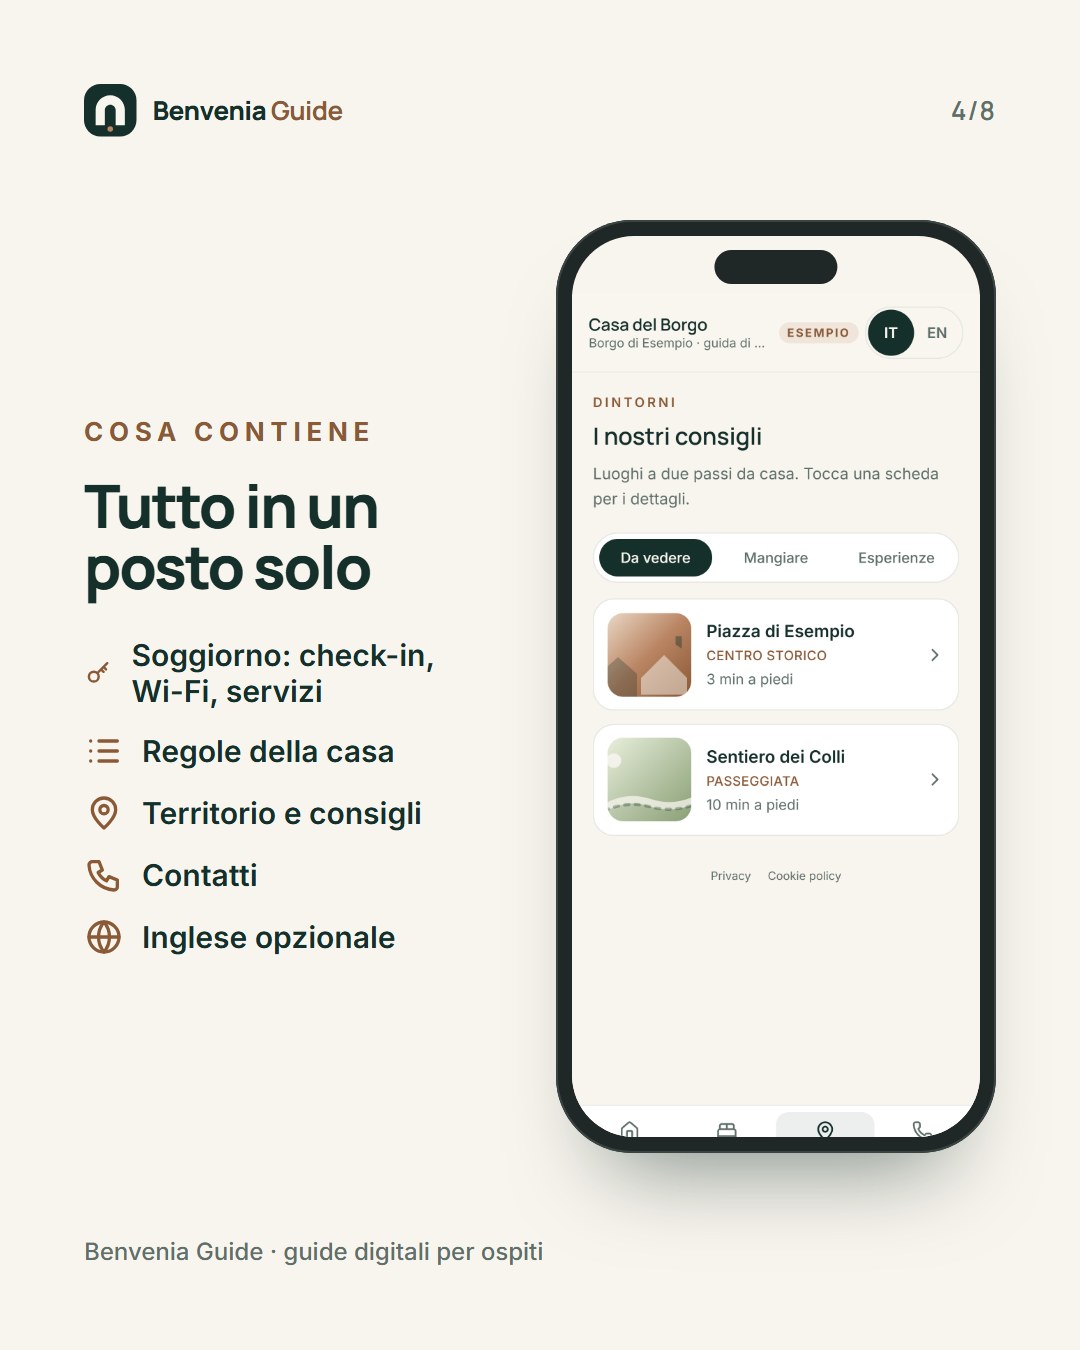 Benvenia Guide
4/8
COSA CONTIENE
Tutto in un
posto solo
Soggiorno: check-in,
Wi-Fi, servizi
Regole della casa
Territorio e consigli
Contatti
Inglese opzionale
Casa del Borgo
Borgo di Esempio · guida di ...
ESEMPIO
IT
EN
DINTORNI
I nostri consigli
Luoghi a due passi da casa. Tocca una scheda
per i dettagli.
Da vedere
Mangiare
Esperienze
Piazza di Esempio
CENTRO STORICO
3 min a piedi
Sentiero dei Colli
PASSEGGIATA
10 min a piedi
Privacy
Cookie policy
Benvenia Guide · guide digitali per ospiti